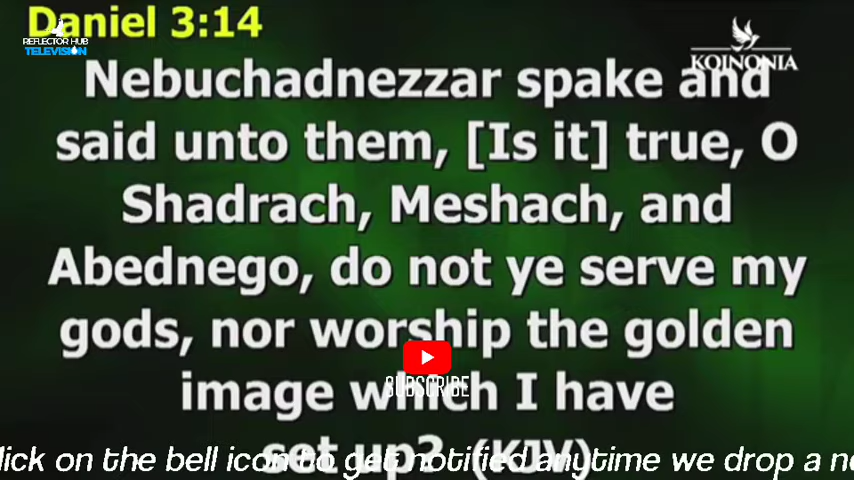 Daniel 3:14
REFLECTOR HUB
TELEVISION
KOINONIA
Nebuchadnezzar spake and
said unto them, [Is it] true, O
Shadrach, Meshach, and
Abednego, do not ye serve my
gods, nor worship the golden
image which I have
SUBSCRIBE
set up? (KJV)
lick on the bell icon to get notified anytime we drop a ne